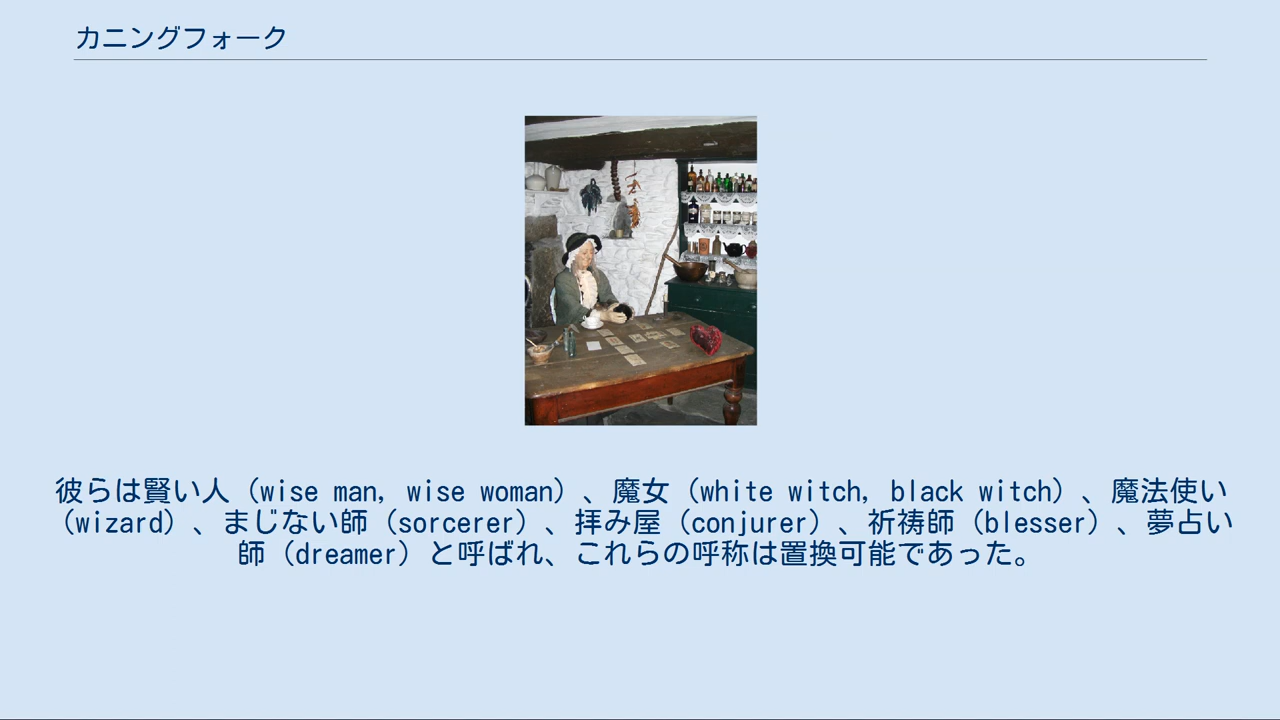 カニングフォーク
彼らは賢い人（wise man, wise woman）、魔女（white witch, black witch）、魔法使い
（wizard）、まじない師（sorcerer）、拝み屋（conjurer）、祈祷師（blesser）、夢占い
師（dreamer）と呼ばれ、これらの呼称は置換可能であった。